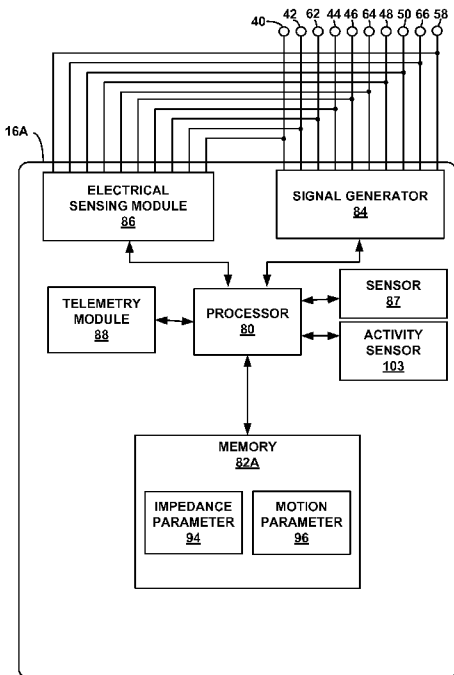 42 62 44 46 64 48 50 66 58
40
16A
ELECTRICAL
SENSING MODULE
86
SIGNAL GENERATOR
84
TELEMETRY
MODULE
88
PROCESSOR
80
SENSOR
87
ACTIVITY
SENSOR
103
MEMORY
82A
IMPEDANCE
PARAMETER
94
MOTION
PARAMETER
96